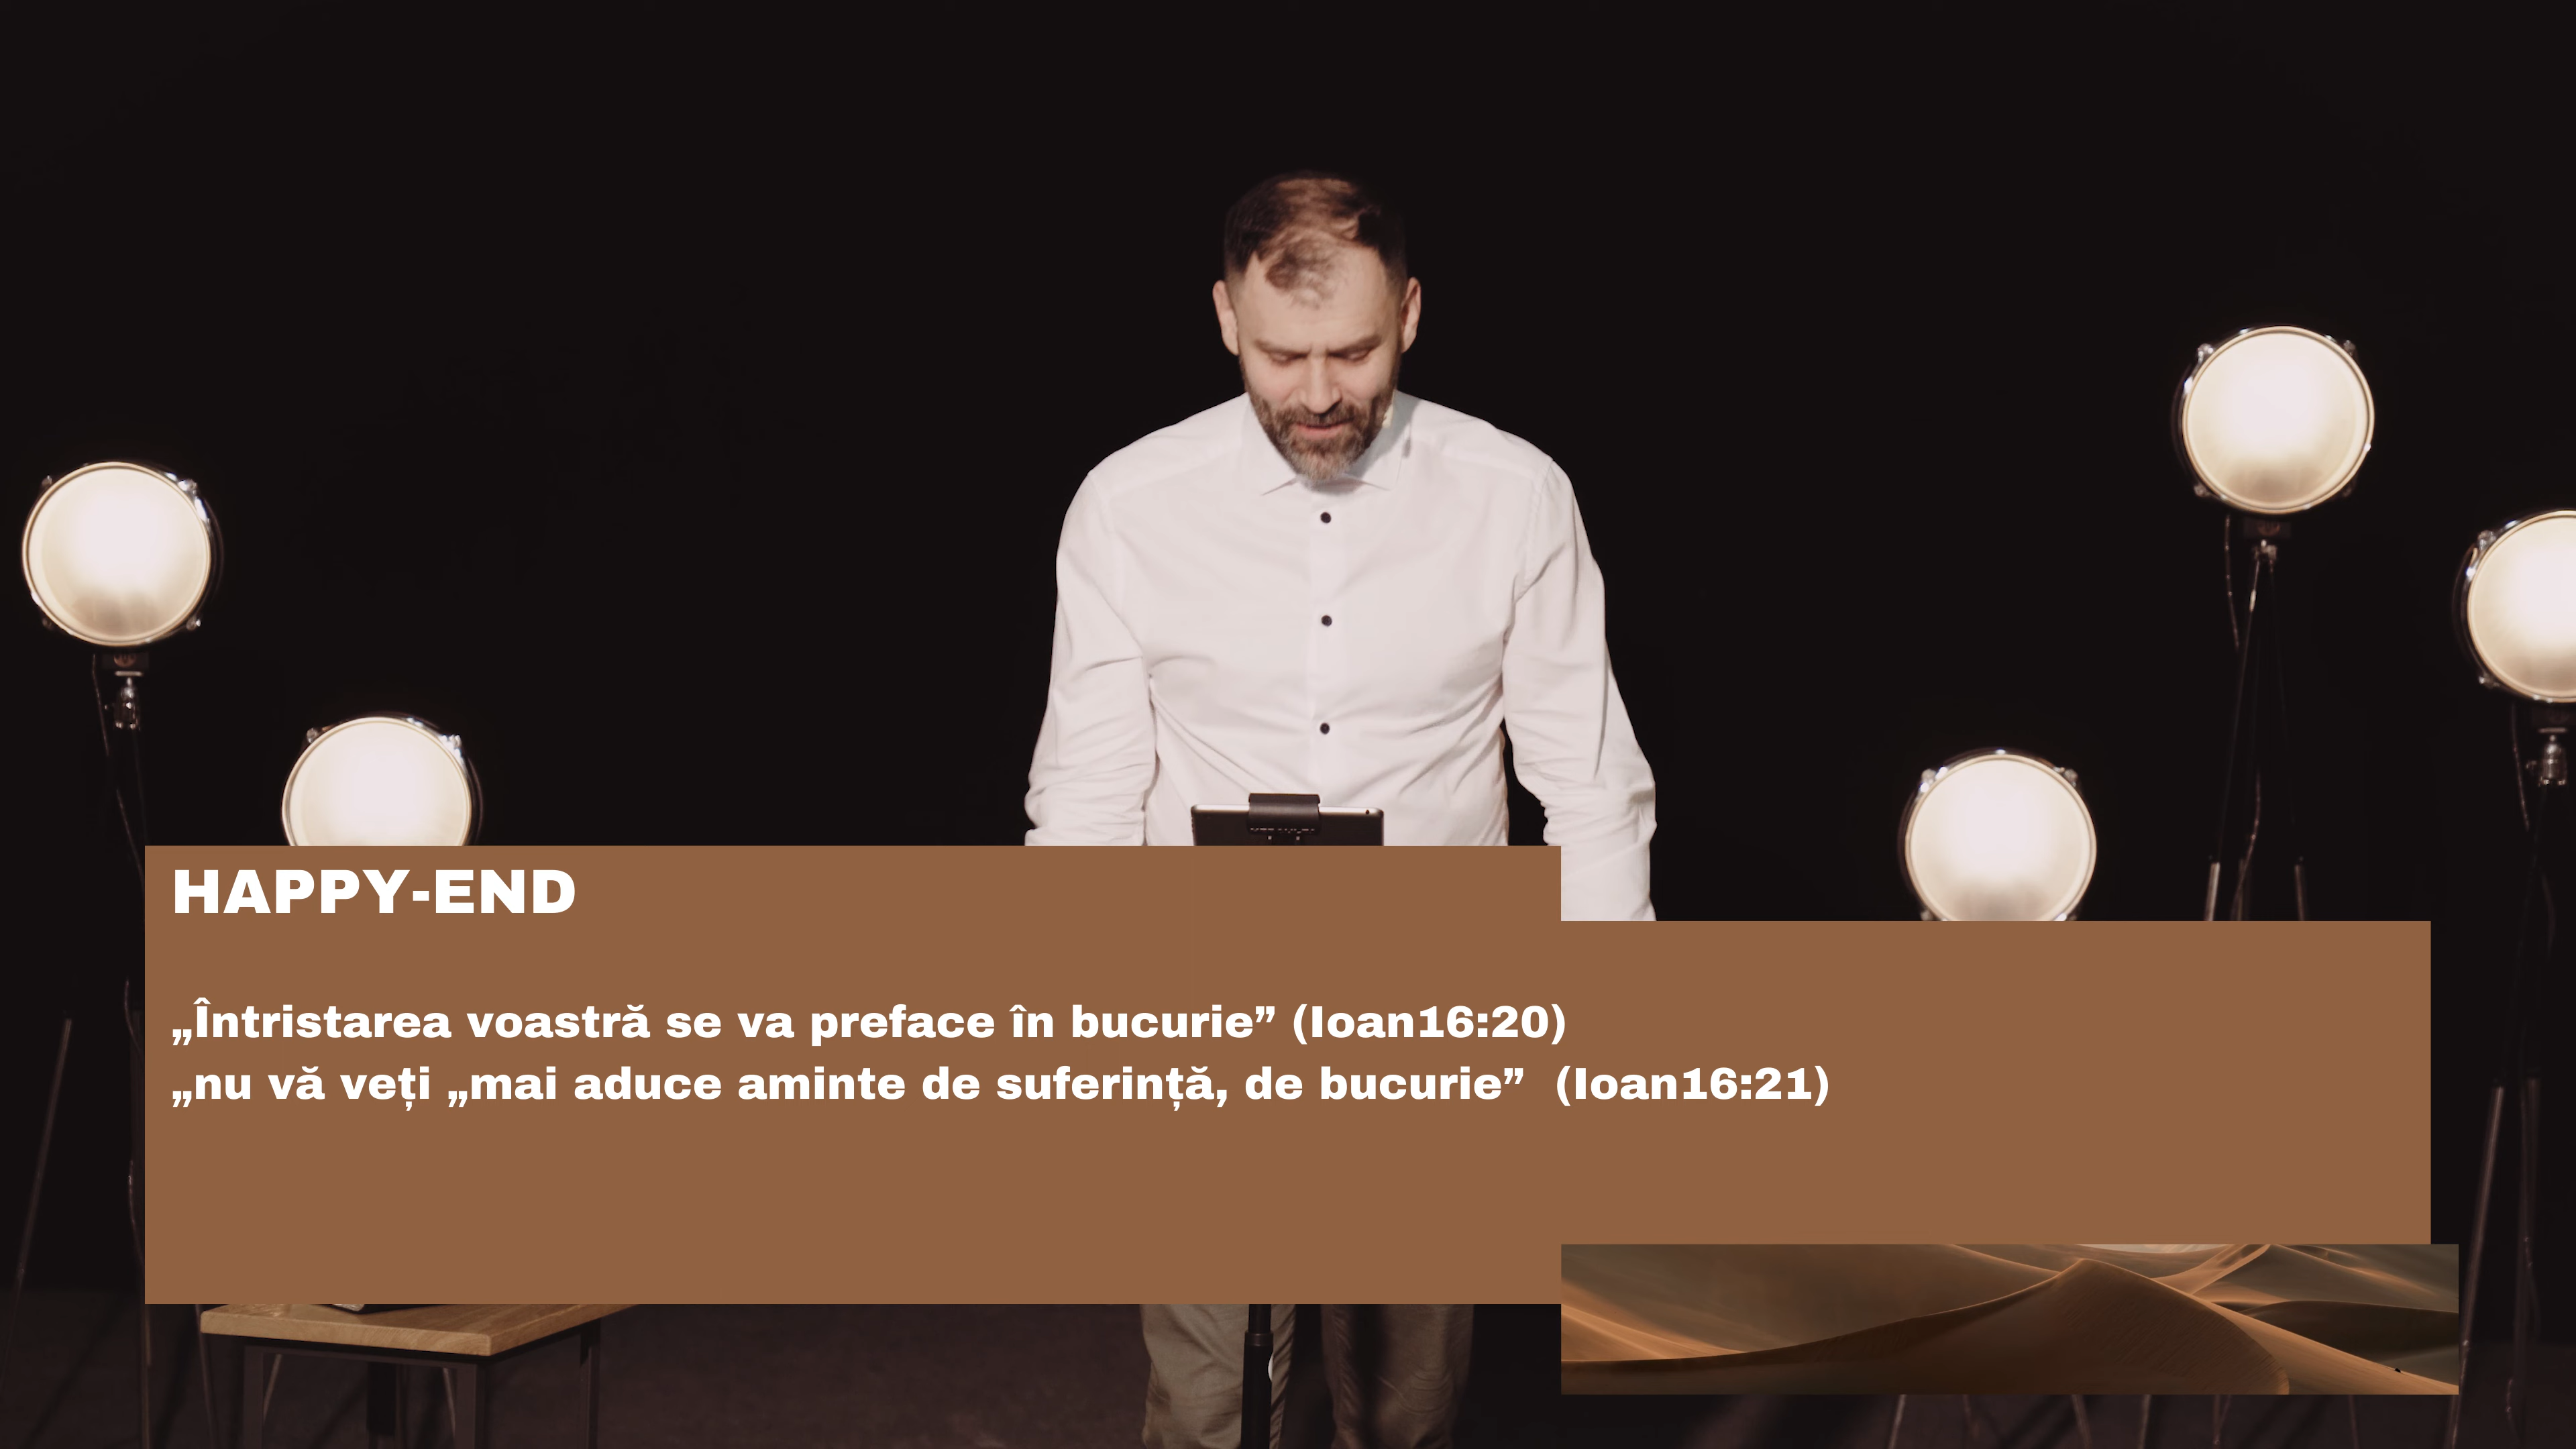 HAPPY-END
„Întristarea voastră se va preface în bucurie” (Ioan16:20)
„nu vă veți „mai aduce aminte de suferință, de bucurie”  (Ioan16:21)